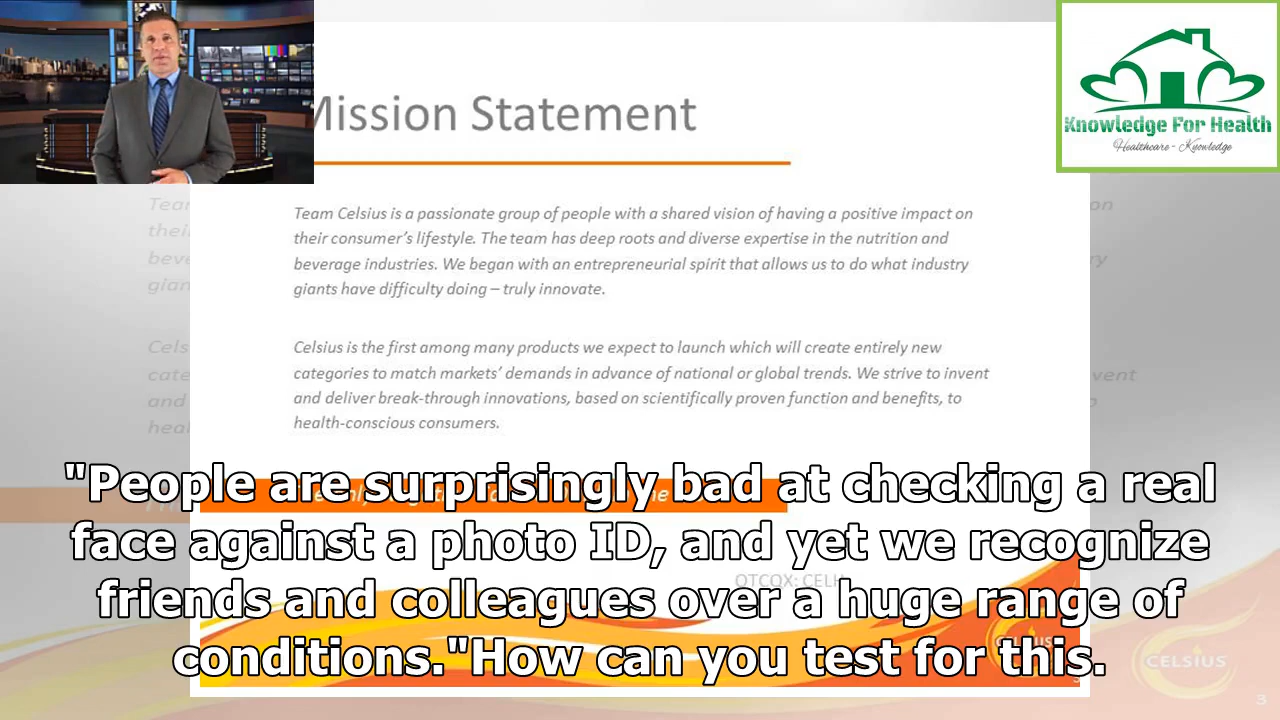 Mission Statement
Knowledge For Health
Healthcare - Knowledge
Team Celsius is a passionate group of people with a shared vision of having a positive impact on
their consumer's lifestyle. The team has deep roots and diverse expertise in the nutrition and
beverage industries. We began with an entrepreneurial spirit that allows us to do what industry
giants have difficulty doing – truly innovate.
Celsius is the first among many products we expect to launch which will create entirely new
categories to match markets' demands in advance of national or global trends. We strive to invent
and deliver break-through innovations, based on scientifically proven function and benefits, to
health-conscious consumers.
"People are surprisingly bad at checking a real
face against a photo ID, and yet we recognize
friends and colleagues over a huge range of
conditions."How can you test for this.
OTCQX: CELH
CELSIUS
CELSIUS
3